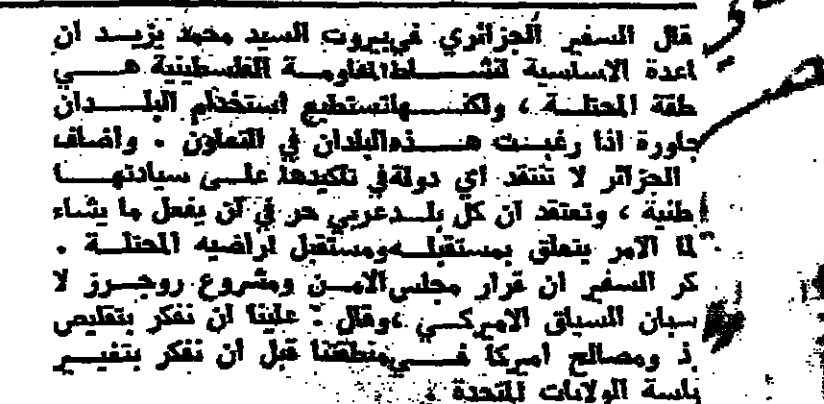 قال السفير الجزائري في بيروت السيد محمد يزيد ان
اعدة الاساسية لنشاط المقاومة الفلسطينية هي
طقة المحتلة ، ولكنها تستطيع استخدام البلدان
جاورة اذا رغبت هذه البلدان في التعاون . واضاف
الجزائر لا تنتقد اي دولة في تاكيدها على سيادتها
طنية ، وتعتقد ان كل بلد عربي حر في ان يفعل ما يشاء
لما الامر يتعلق بمستقبله ومستقبل اراضيه المحتلة .
كر السفير ان قرار مجلس الامن ومشروع روجرز لا
سبان السياق الاميركي ، وقال : علينا ان نفكر بتقليص
ذ ومصالح اميركا في منطقتنا قبل ان نفكر بتغيير
ياسة الولايات المتحدة .